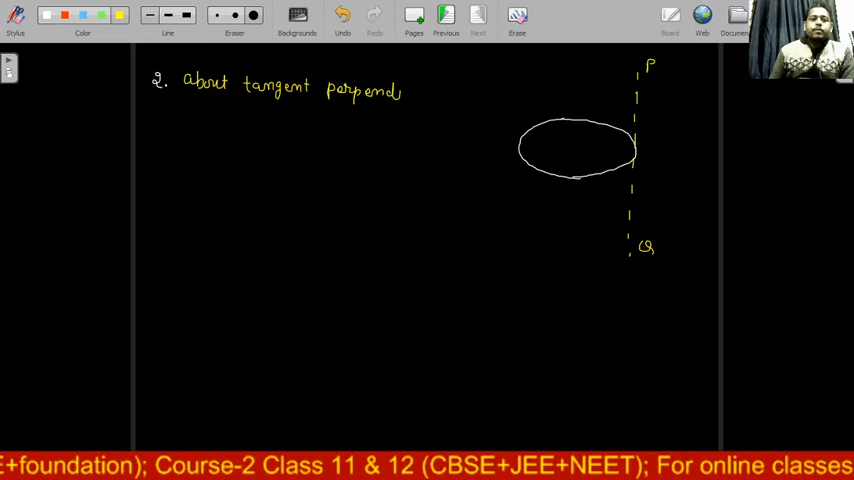 Stylus
Color
Line
Eraser
Backgrounds
Undo
Redo
Pages
Previous
Next
Erase
Board
Web
Documen
P
2. about tangent perpend
Q
E+foundation); Course-2 Class 11 & 12 (CBSE+JEE+NEET); For online classes